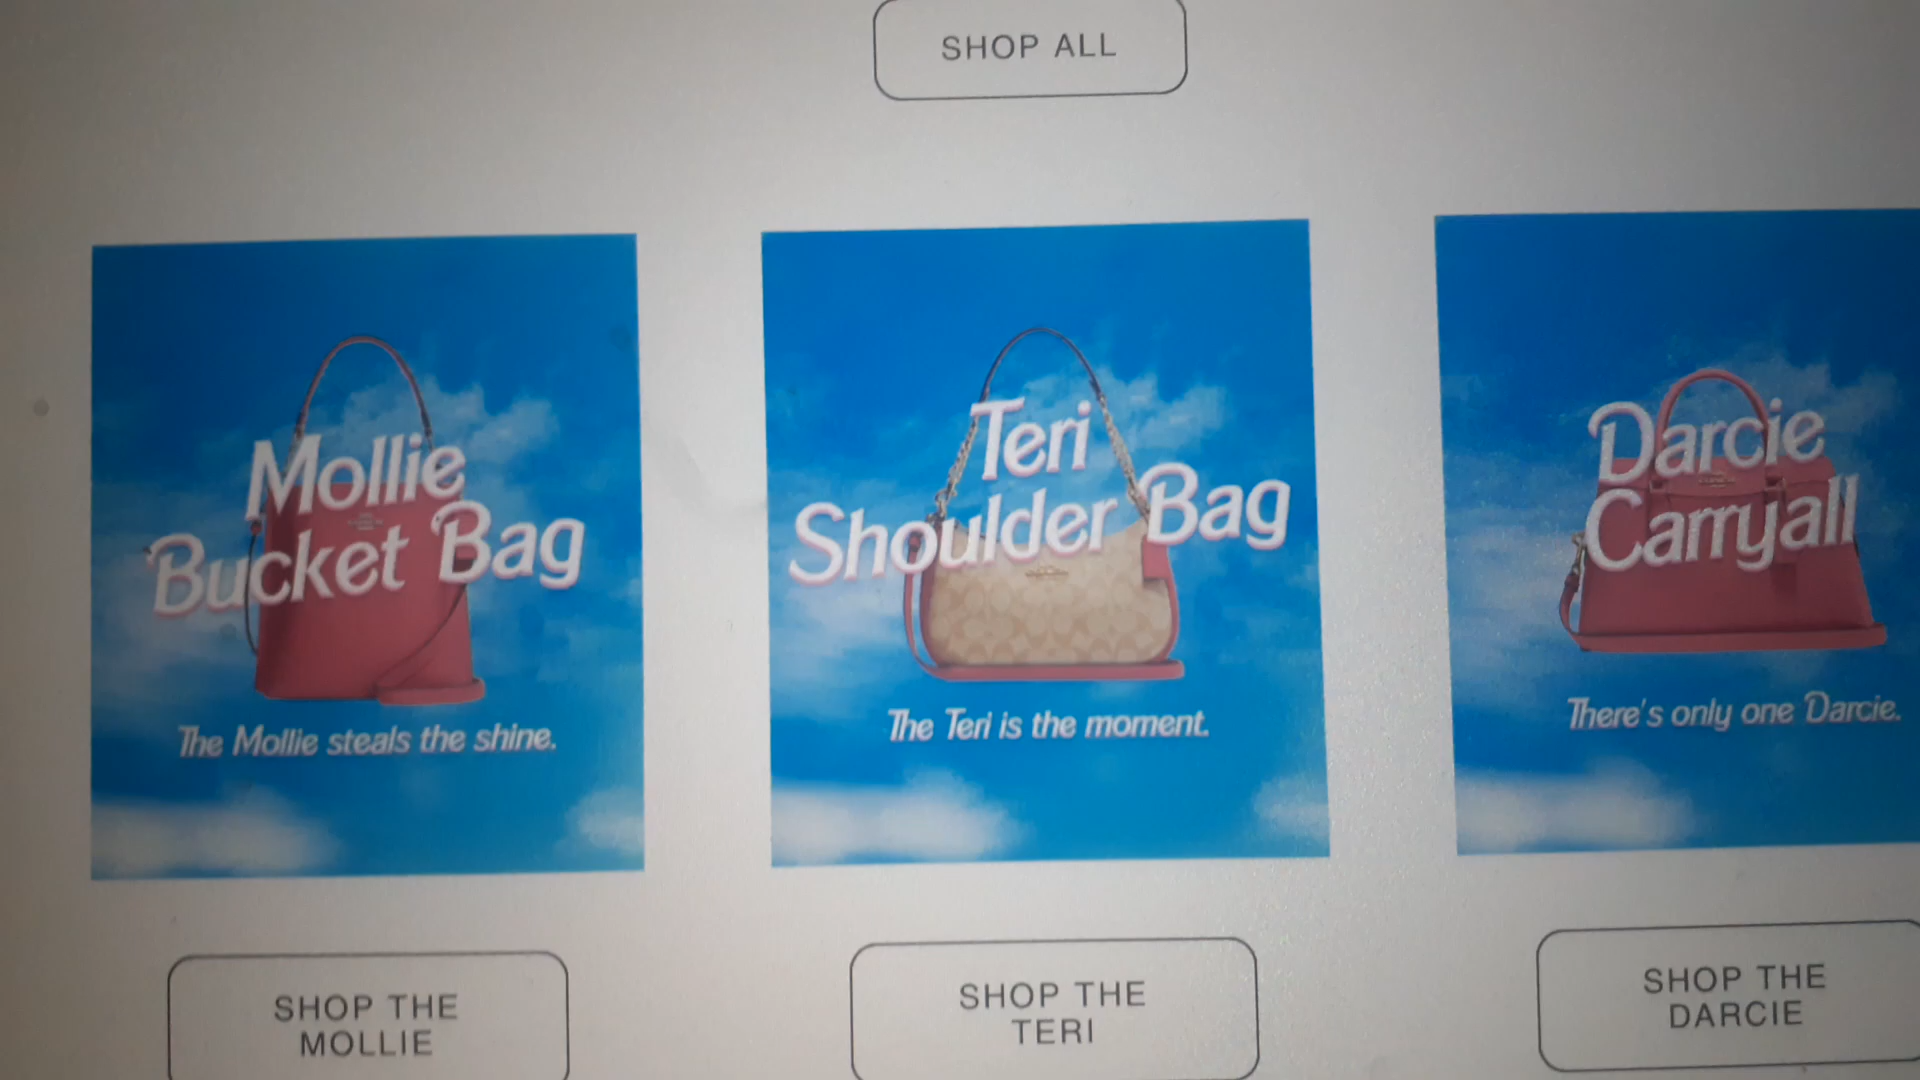 SHOP ALL
Mollie
Bucket Bag
The Mollie steals the shine.
SHOP THE
MOLLIE
Teri
Shoulder Bag
The Teri is the moment.
SHOP THE
TERI
Darcie
Carryall
There's only one Darcie.
SHOP THE
DARCIE